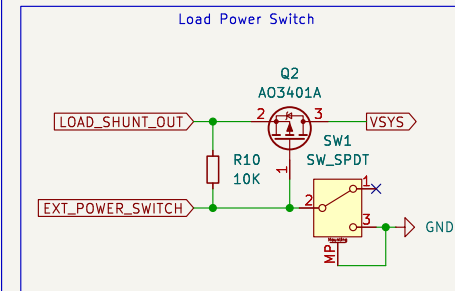 Load Power Switch
Q2
AO3401A
LOAD_SHUNT_OUT
2
3
VSYS
SW1
SW_SPDT
R10
10K
1
EXT_POWER_SWITCH
2
1
3
GND
MP